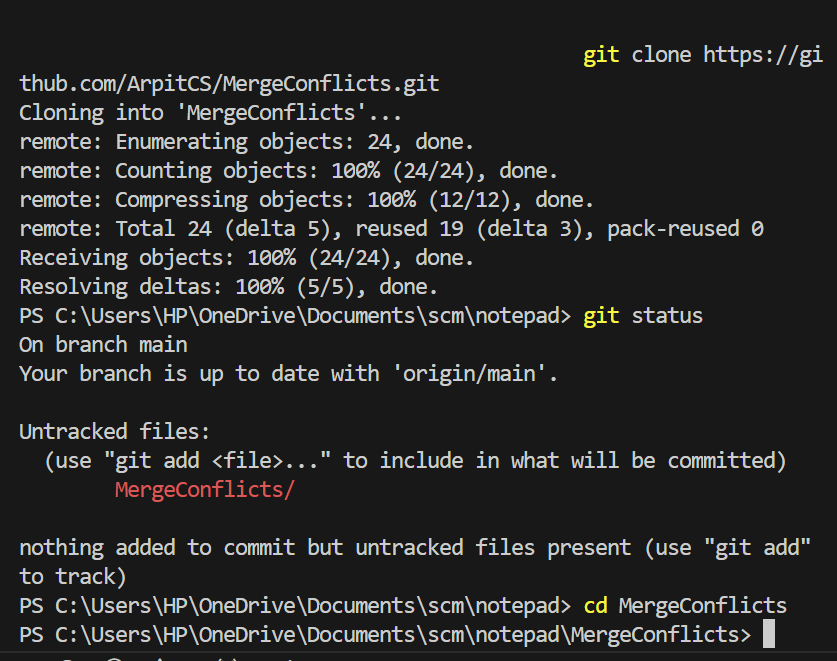 git clone https://gi
thub.com/ArpitCS/MergeConflicts.git
Cloning into 'MergeConflicts'...
remote: Enumerating objects: 24, done.
remote: Counting objects: 100% (24/24), done.
remote: Compressing objects: 100% (12/12), done.
remote: Total 24 (delta 5), reused 19 (delta 3), pack-reused 0
Receiving objects: 100% (24/24), done.
Resolving deltas: 100% (5/5), done.
PS C:\Users\HP\OneDrive\Documents\scm\notepad> git status
On branch main
Your branch is up to date with 'origin/main'.
Untracked files:
(use "git add <file>..." to include in what will be committed)
MergeConflicts/
nothing added to commit but untracked files present (use "git add"
to track)
PS C:\Users\HP\OneDrive\Documents\scm\notepad> cd MergeConflicts
PS C:\Users\HP\OneDrive\Documents\scm\notepad\MergeConflicts>